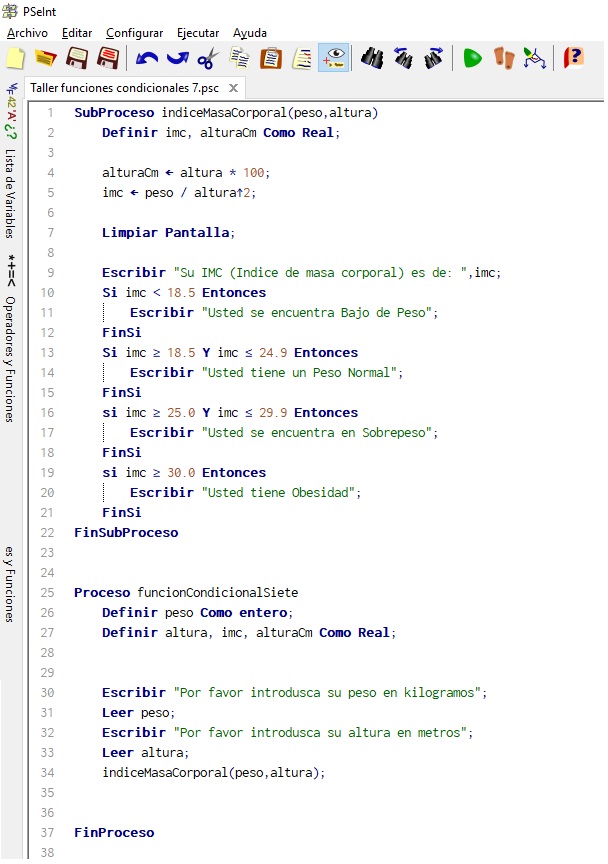 PSeInt
Archivo Editar Configurar Ejecutar Ayuda
Taller funciones condicionales 7.psc
1 SubProceso indiceMasaCorporal(peso,altura)
2 Definir imc, alturaCm Como Real;
3
4 alturaCm ← altura * 100;
5 imc ← peso / altura↑2;
6
7 Limpiar Pantalla;
8
9 Escribir "Su IMC (Indice de masa corporal) es de: ",imc;
10 Si imc < 18.5 Entonces
11 Escribir "Usted se encuentra Bajo de Peso";
12 FinSi
13 Si imc ≥ 18.5 Y imc ≤ 24.9 Entonces
14 Escribir "Usted tiene un Peso Normal";
15 FinSi
16 si imc ≥ 25.0 Y imc ≤ 29.9 Entonces
17 Escribir "Usted se encuentra en Sobrepeso";
18 FinSi
19 si imc ≥ 30.0 Entonces
20 Escribir "Usted tiene Obesidad";
21 FinSi
22 FinSubProceso
23
24
25 Proceso funcionCondicionalSiete
26 Definir peso Como entero;
27 Definir altura, imc, alturaCm Como Real;
28
29
30 Escribir "Por favor introdusca su peso en kilogramos";
31 Leer peso;
32 Escribir "Por favor introdusca su altura en metros";
33 Leer altura;
34 indiceMasaCorporal(peso,altura);
35
36
37 FinProceso
38
Lista de Variables
*+=< Operadores y Funciones
es y Funciones